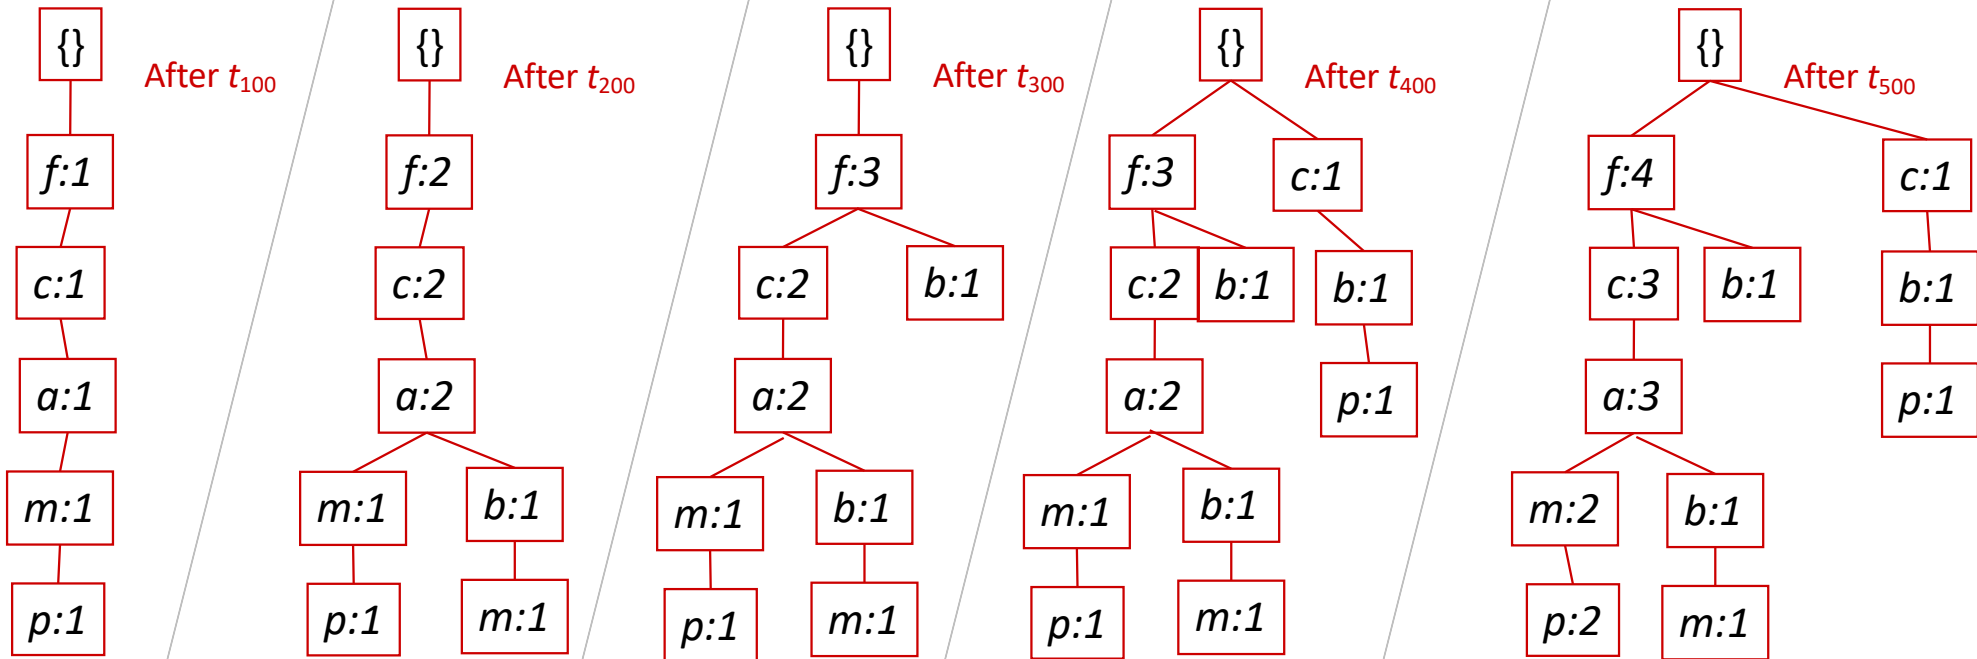 {}
After t₁₀₀
f:1
c:1
a:1
m:1
p:1
{}
After t₂₀₀
f:2
c:2
a:2
m:1 b:1
p:1 m:1
{}
After t₃₀₀
f:3
c:2 b:1
a:2
m:1 b:1
p:1 m:1
{}
After t₄₀₀
f:3 c:1
c:2 b:1 b:1
a:2 p:1
m:1 b:1
p:1 m:1
{}
After t₅₀₀
f:4 c:1
c:3 b:1 b:1
a:3 p:1
m:2 b:1
p:2 m:1